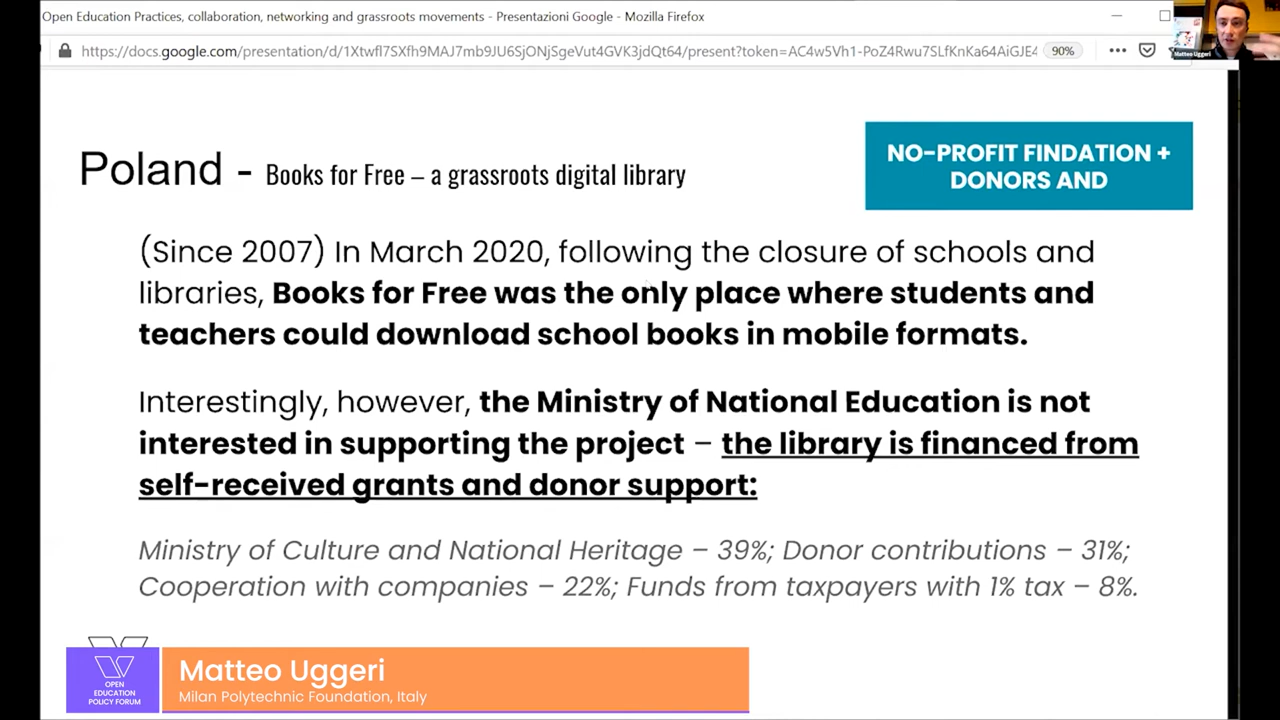 Open Education Practices, collaboration, networking and grassroots movements - Presentazioni Google - Mozilla Firefox
https://docs.google.com/presentation/d/1Xtwfl7SXfh9MAJ7mb9JU6SjONjSgeVut4GVK3jdQt64/present?token=AC4w5Vh1-PoZ4Rwu7SLfKnKa64AiGJE4
90%
Matteo Uggeri
Poland - Books for Free – a grassroots digital library
NO-PROFIT FINDATION +
DONORS AND
(Since 2007) In March 2020, following the closure of schools and
libraries, Books for Free was the only place where students and
teachers could download school books in mobile formats.
Interestingly, however, the Ministry of National Education is not
interested in supporting the project – the library is financed from
self-received grants and donor support:
Ministry of Culture and National Heritage – 39%; Donor contributions – 31%;
Cooperation with companies – 22%; Funds from taxpayers with 1% tax – 8%.
OPEN
EDUCATION
POLICY FORUM
Matteo Uggeri
Milan Polytechnic Foundation, Italy